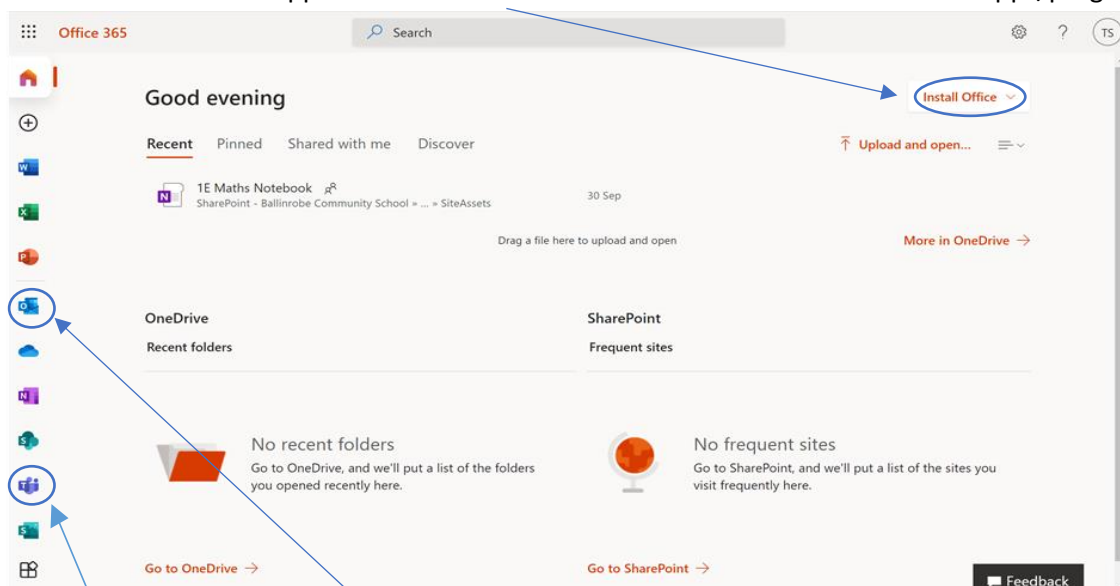 Office 365
Search
?
TS
Good evening
Install Office
Recent Pinned Shared with me Discover
Upload and open...
1E Maths Notebook
SharePoint - Ballinrobe Community School » ... » SiteAssets
30 Sep
Drag a file here to upload and open
More in OneDrive →
OneDrive
Recent folders
SharePoint
Frequent sites
No recent folders
Go to OneDrive, and we'll put a list of the folders
you opened recently here.
No frequent sites
Go to SharePoint, and we'll put a list of the sites you
visit frequently here.
Go to OneDrive →
Go to SharePoint →
Feedback